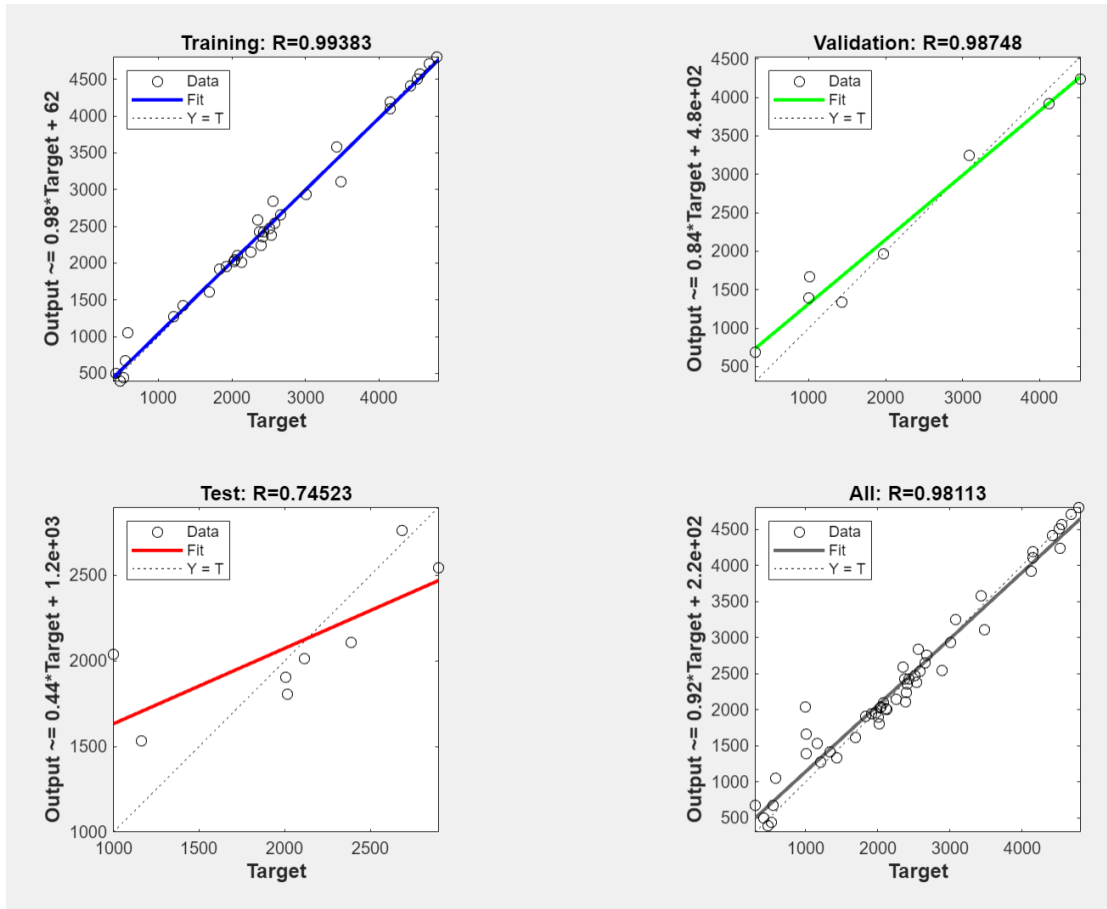 Training: R=0.99383
Output ~= 0.98*Target + 62
4500
4000
3500
3000
2500
2000
1500
1000
500
Data
Fit
Y = T
1000 2000 3000 4000
Target
Validation: R=0.98748
Output ~= 0.84*Target + 4.8e+02
4500
4000
3500
3000
2500
2000
1500
1000
500
Data
Fit
Y = T
1000 2000 3000 4000
Target
Test: R=0.74523
Output ~= 0.44*Target + 1.2e+03
2500
2000
1500
1000
Data
Fit
Y = T
1000 1500 2000 2500
Target
All: R=0.98113
Output ~= 0.92*Target + 2.2e+02
4500
4000
3500
3000
2500
2000
1500
1000
500
Data
Fit
Y = T
1000 2000 3000 4000
Target